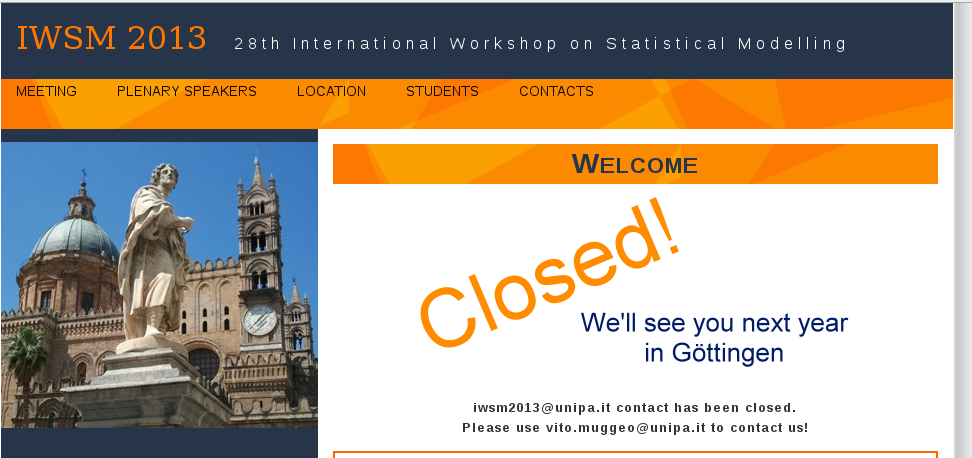 IWSM 2013 28th International Workshop on Statistical Modelling
MEETING PLENARY SPEAKERS LOCATION STUDENTS CONTACTS
WELCOME
Closed!
We'll see you next year
in Göttingen
iwsm2013@unipa.it contact has been closed.
Please use vito.muggeo@unipa.it to contact us!